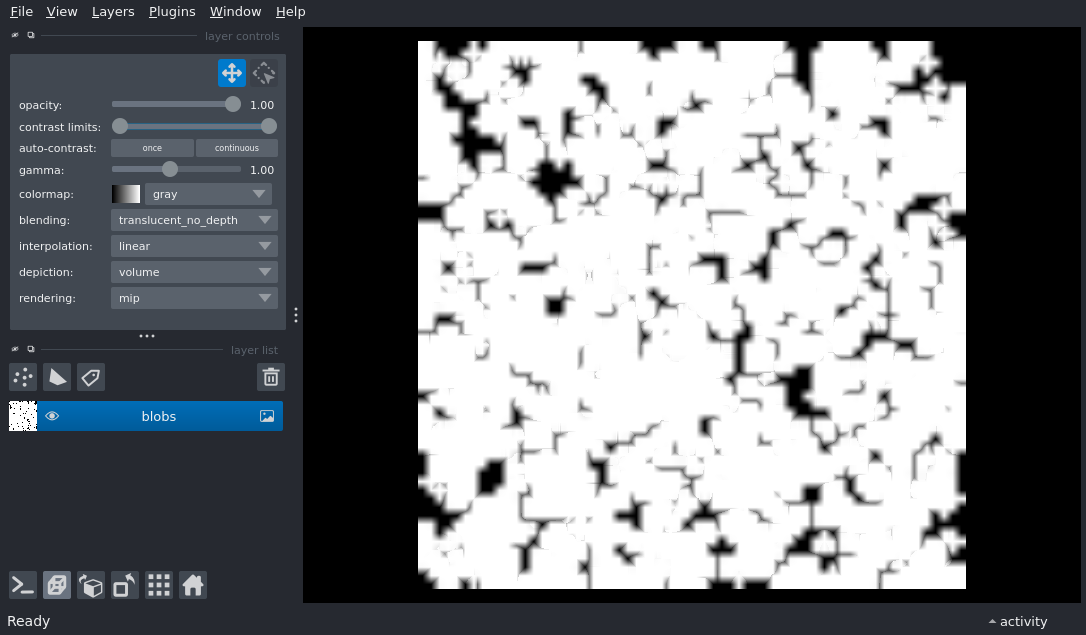 File View Layers Plugins Window Help
layer controls
opacity: 1.00
contrast limits:
auto-contrast: once continuous
gamma: 1.00
colormap: gray
blending: translucent_no_depth
interpolation: linear
depiction: volume
rendering: mip
layer list
blobs
Ready
activity